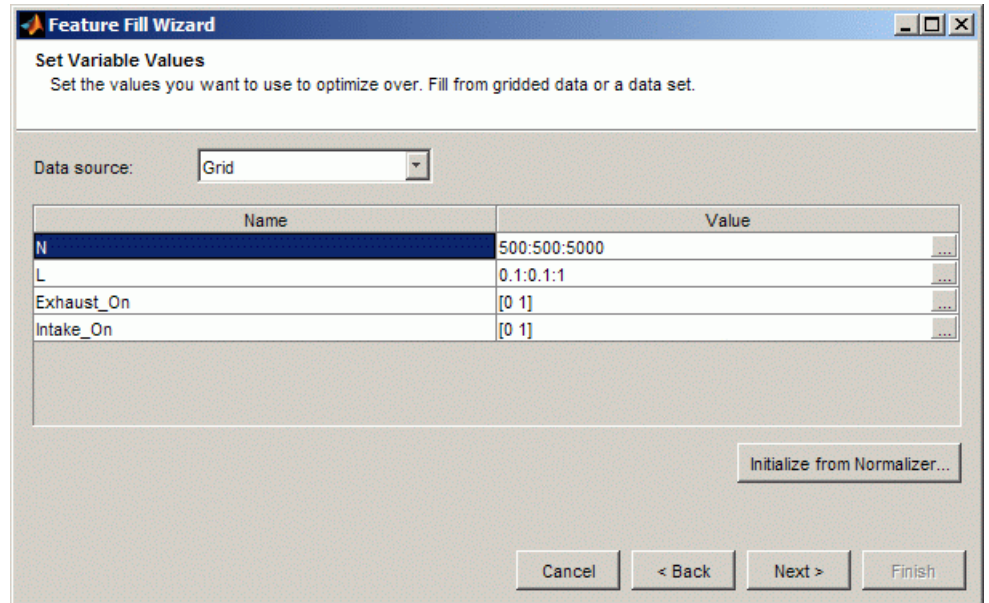 Feature Fill Wizard
Set Variable Values
Set the values you want to use to optimize over. Fill from gridded data or a data set.
Data source: Grid
Name Value
N 500:500:5000 ...
L 0.1:0.1:1 ...
Exhaust_On [0 1] ...
Intake_On [0 1] ...
Initialize from Normalizer...
Cancel < Back Next > Finish